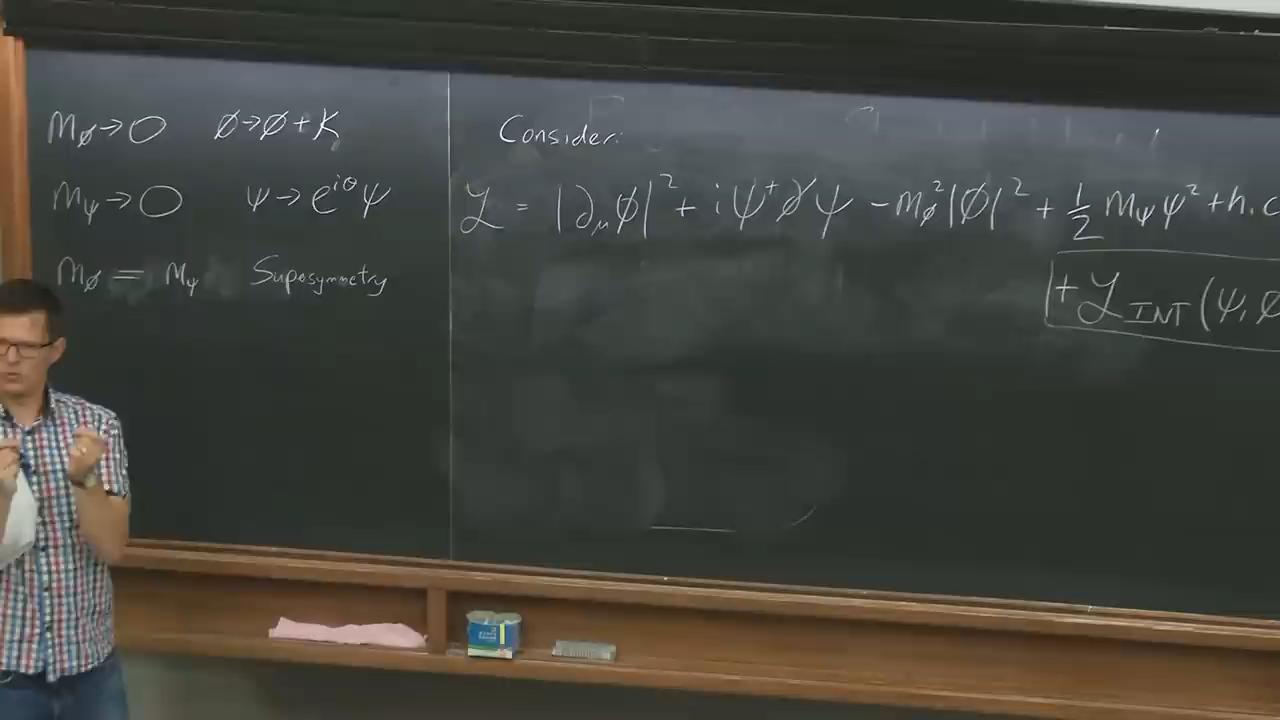 m_ϕ → 0 ϕ → ϕ + K
m_ψ → 0 ψ → e^{iθ} ψ
m_ϕ = m_ψ Supesymmetry
Consider:
ℒ = |∂_μ ϕ|² + i ψ† ∂̸ ψ − m_ϕ² |ϕ|² + ½ m_ψ ψ² + h.c
+ ℒ_INT (ψ, ϕ